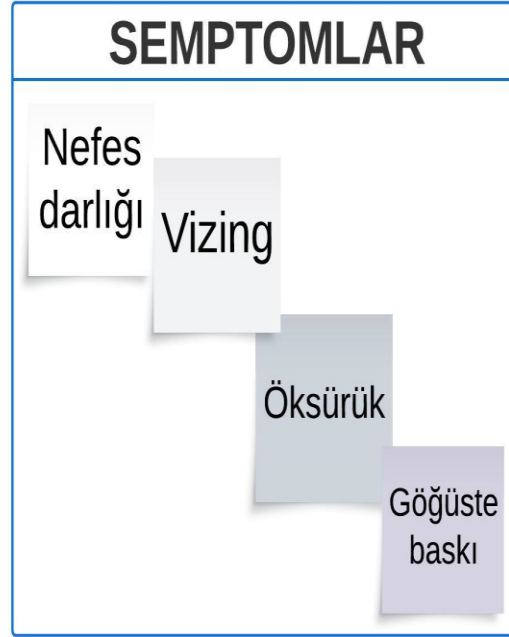 SEMPTOMLAR
Nefes
darlığı
Vizing
Öksürük
Göğüste
baskı